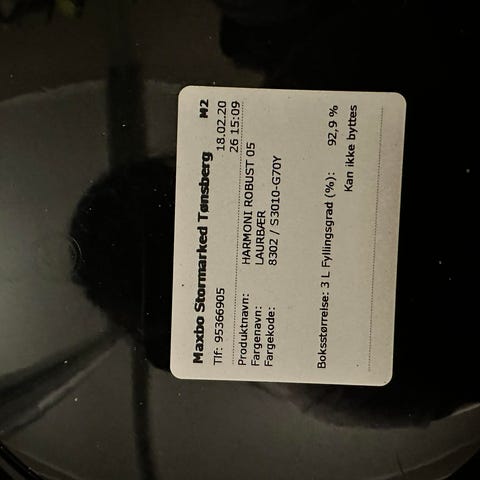 Maxbo Stormarked Tønsberg M2
Tlf: 95366905 18.02.20
26 15:09
Produktnavn: HARMONI ROBUST 05
Fargenavn: LAURBÆR
Fargekode: 8302 / S3010-G70Y
Boksstørrelse: 3 L Fyllingsgrad (%): 92,9 %
Kan ikke byttes